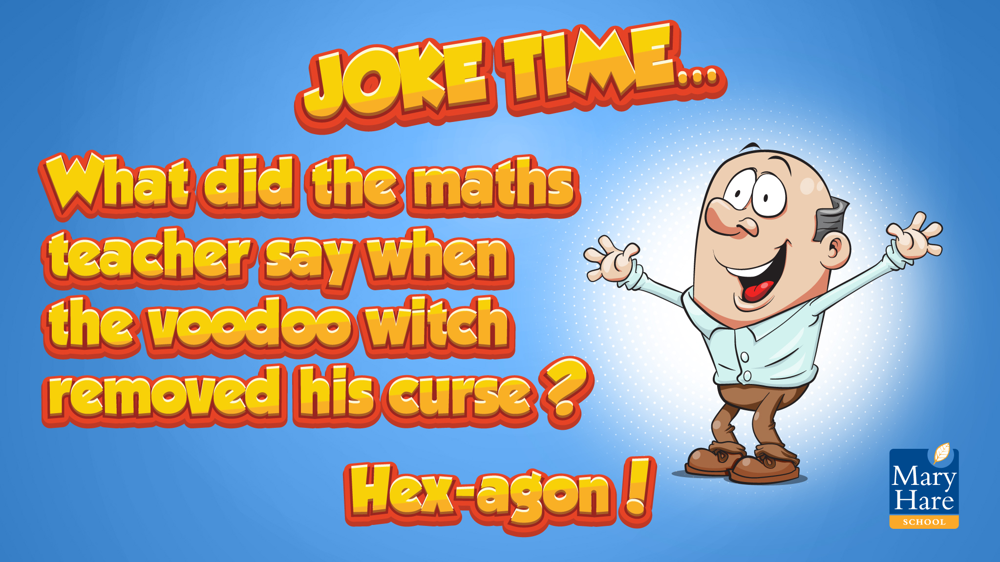 JOKE TIME...
What did the maths
teacher say when
the voodoo witch
removed his curse?
Hex-agon!
Mary
Hare
SCHOOL